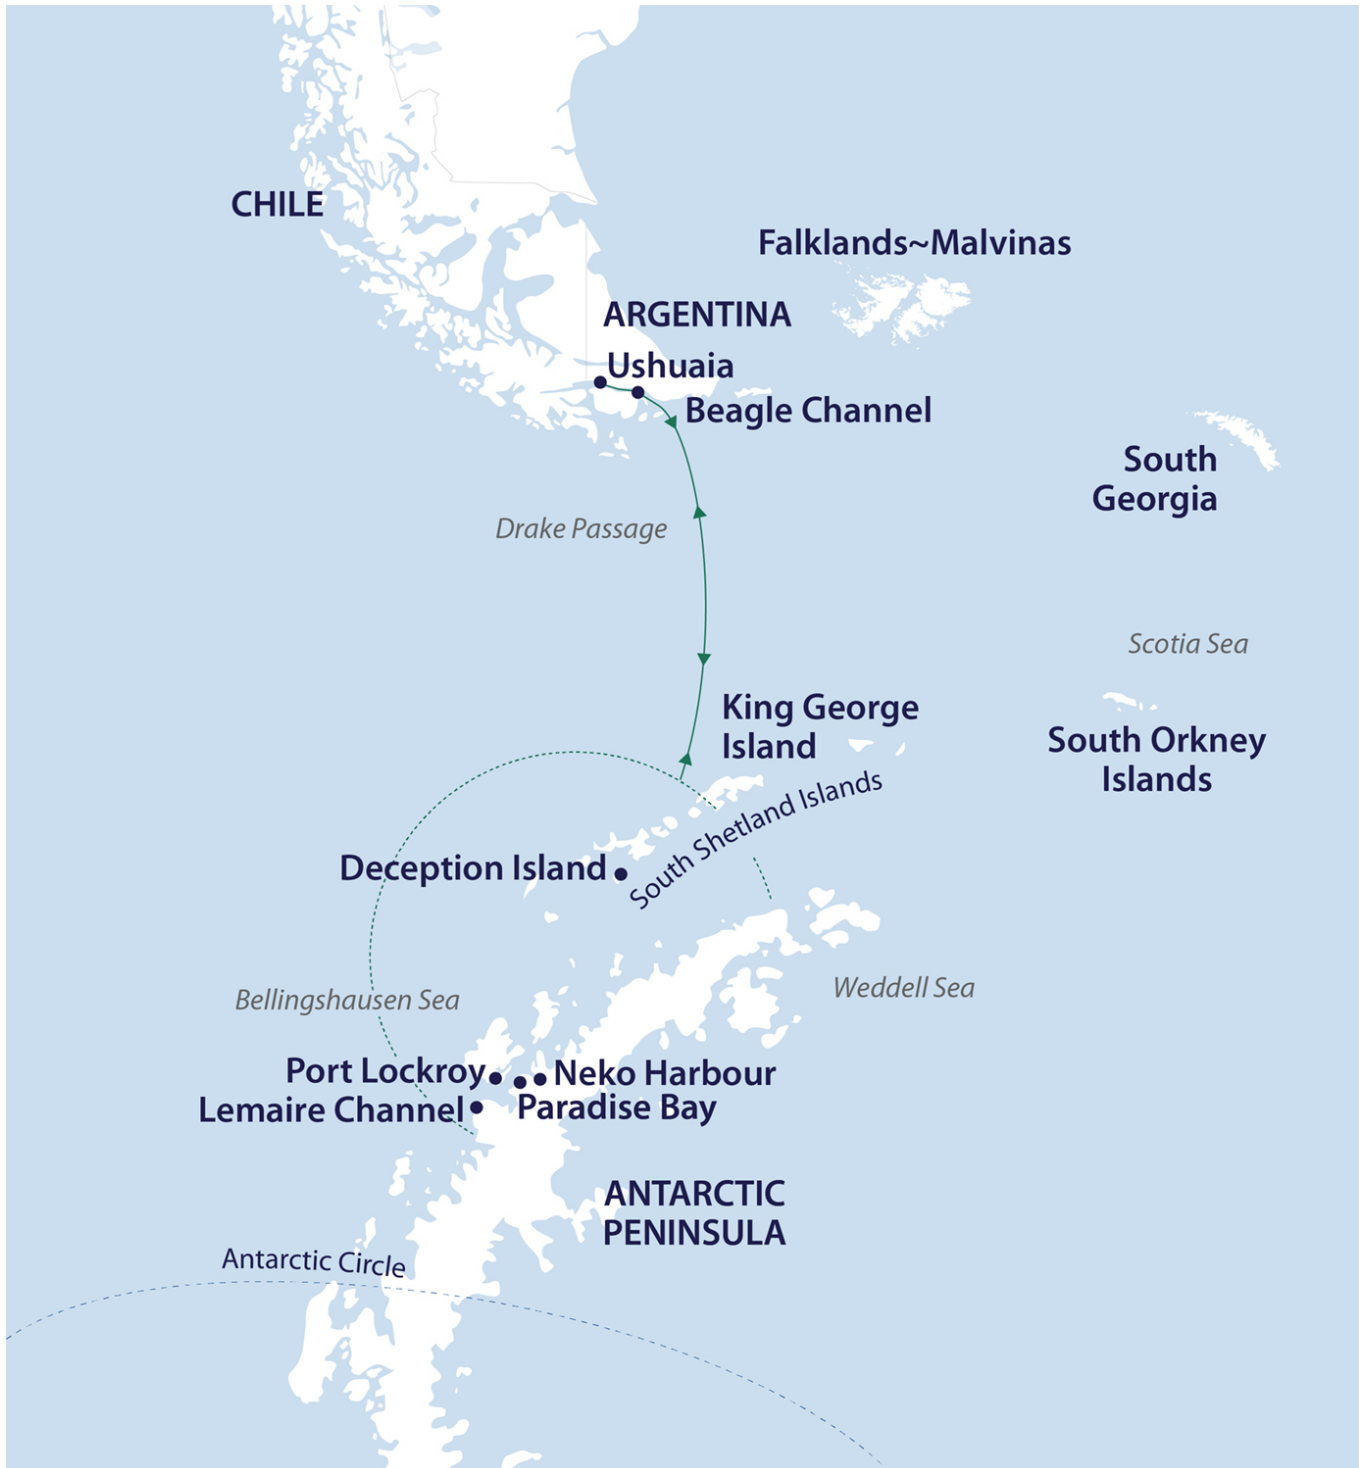 CHILE
Falklands~Malvinas
ARGENTINA
Ushuaia
Beagle Channel
South
Georgia
Drake Passage
Scotia Sea
King George
Island
South Orkney
Islands
South Shetland Islands
Deception Island
Bellingshausen Sea
Weddell Sea
Port Lockroy
Neko Harbour
Lemaire Channel
Paradise Bay
ANTARCTIC
PENINSULA
Antarctic Circle